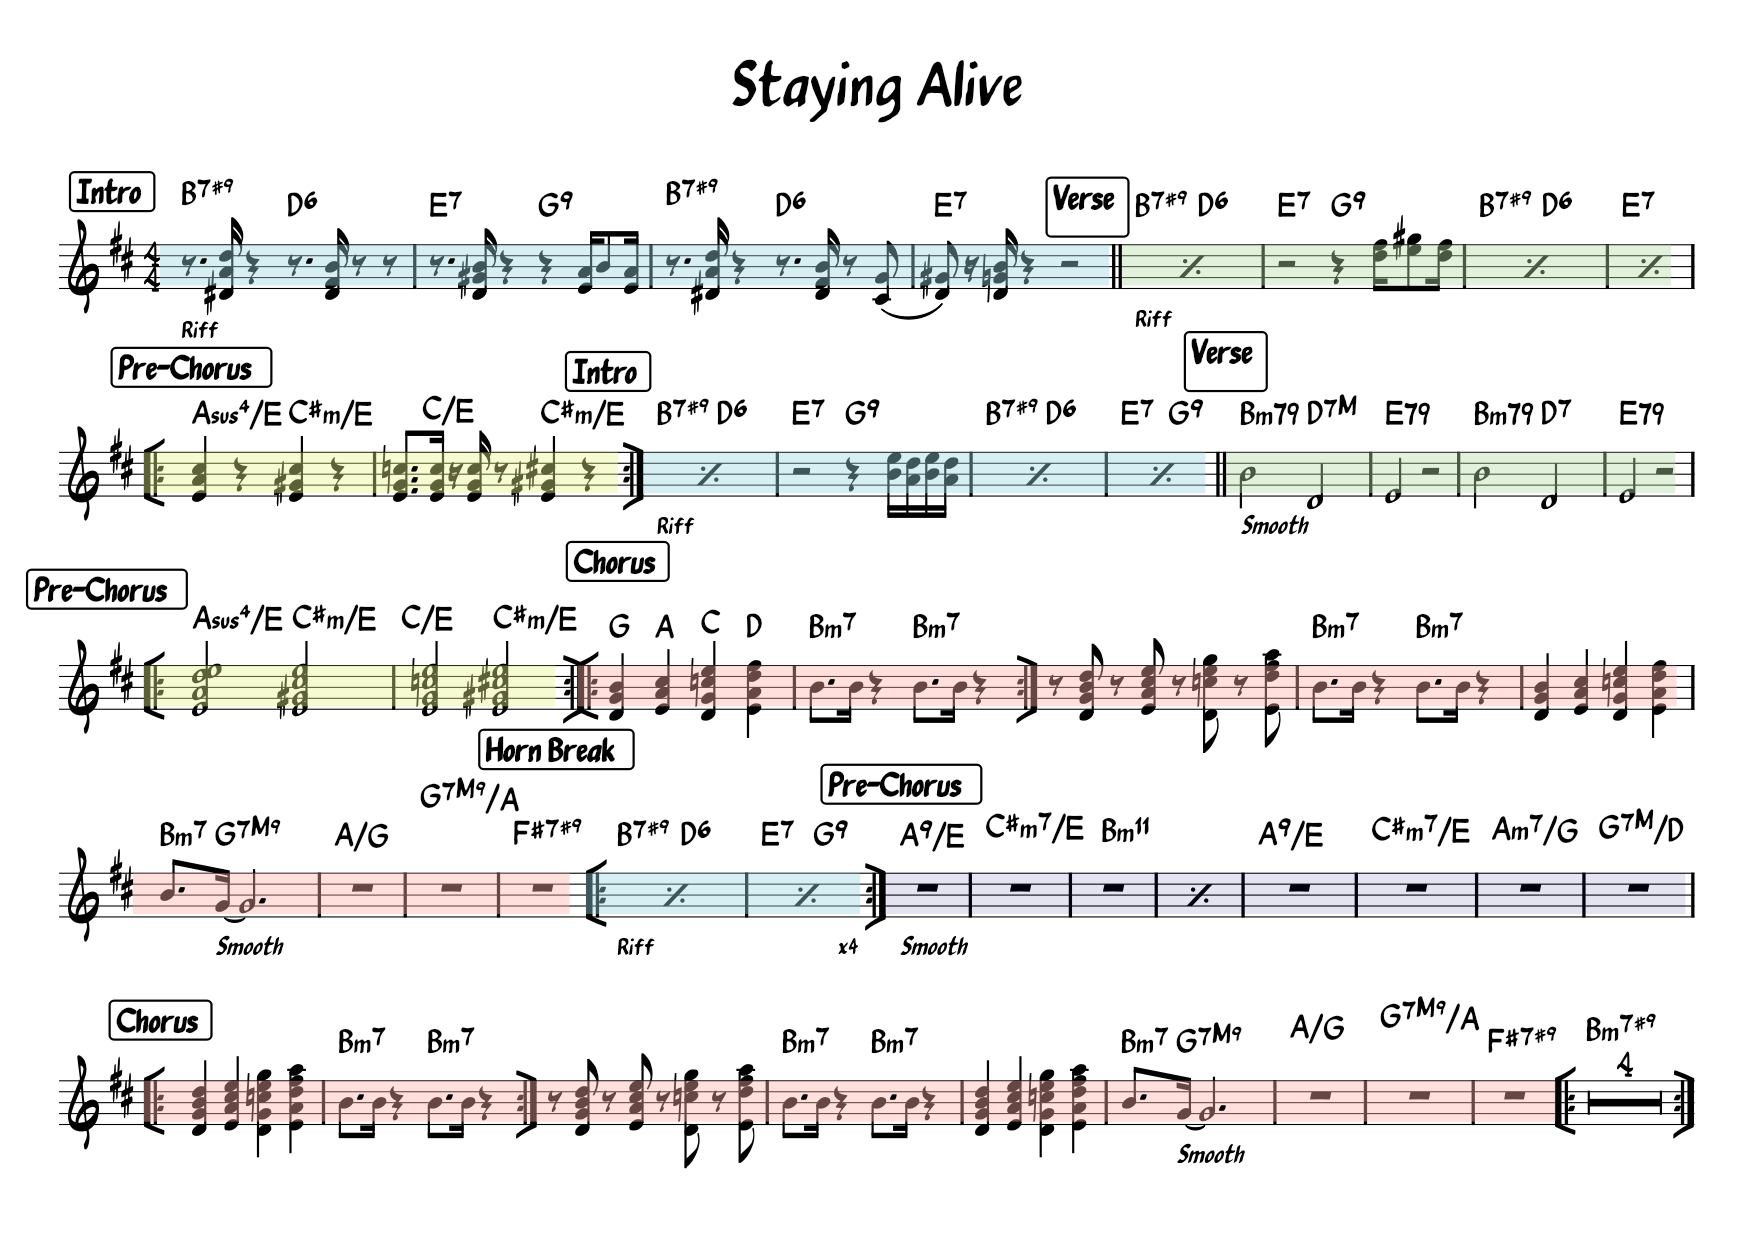 Staying Alive
Intro B7#9 D6 E7 G9 B7#9 D6 E7 Verse B7#9 D6 E7 G9 B7#9 D6 E7
4
4
Riff Riff
Pre-Chorus Intro Verse
Asus4/E C#m/E C/E C#m/E B7#9 D6 E7 G9 B7#9 D6 E7 G9 Bm79 D7M E79 Bm79 D7 E79
Riff Smooth
Pre-Chorus Chorus
Asus4/E C#m/E C/E C#m/E G A C D Bm7 Bm7 Bm7 Bm7
Horn Break
Pre-Chorus
Bm7 G7M9 A/G G7M9/A F#7#9 B7#9 D6 E7 G9 A9/E C#m7/E Bm11 A9/E C#m7/E Am7/G G7M/D
Smooth Riff x4 Smooth
Chorus
Bm7 Bm7 Bm7 Bm7 Bm7 G7M9 A/G G7M9/A F#7#9 Bm7#9
4
Smooth